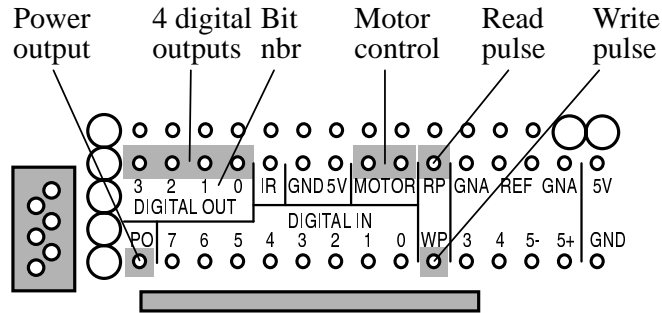 Power output
4 digital outputs
Bit nbr
Motor control
Read pulse
Write pulse
3 2 1 0 IR GND 5V MOTOR RP GNA REF GNA 5V
DIGITAL OUT
DIGITAL IN
PO 7 6 5 4 3 2 1 0 WP 3 4 5- 5+ GND